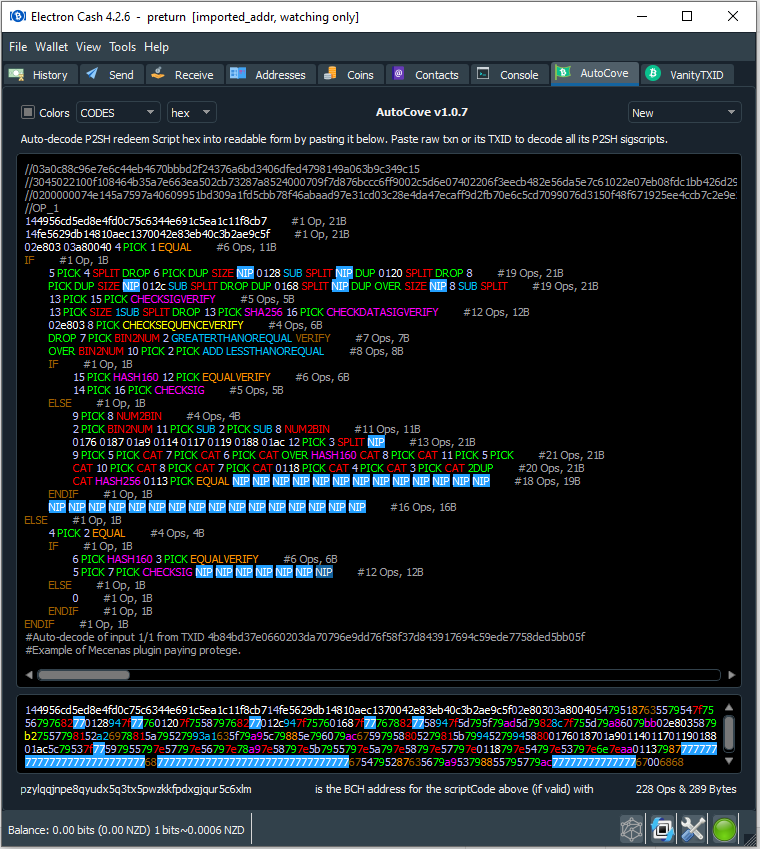 Electron Cash 4.2.6 - preturn [imported_addr, watching only]
File Wallet View Tools Help
History Send Receive Addresses Coins Contacts Console AutoCove VanityTXID
Colors CODES hex AutoCove v1.0.7 New
Auto-decode P2SH redeem Script hex into readable form by pasting it below. Paste raw txn or its TXID to decode all its P2SH sigscripts.
//03a0c88c96e7e6c44eb4670bbbd2f24376a6bd3406dfed4798149a063b9c349c15
//3045022100f108464b35a7e663ea502cb73287a8524000709f7d876bccc6ff9002c5d6e07402206f3eecb482e56da5e7c61022e07eb08fdc1bb426d29
//0200000074e145a7597a40609951bd309a1fd5cbb78f46abaad97e31cd03c28e4da47ecaff9d2fb70e6c5cd7099076d3150f48f671925ee4ccb7c2e9e
//OP_1
144956cd5ed8e4fd0c75c6344e691c5ea1c11f8cb7 #1 Op, 21B
14fe5629db14810aec1370042e83eb40c3b2ae9c5f #1 Op, 21B
02e803 03a80040 4 PICK 1 EQUAL #6 Ops, 11B
IF #1 Op, 1B
5 PICK 4 SPLIT DROP 6 PICK DUP SIZE NIP 0128 SUB SPLIT NIP DUP 0120 SPLIT DROP 8 #19 Ops, 21B
PICK DUP SIZE NIP 012c SUB SPLIT DROP DUP 0168 SPLIT NIP DUP OVER SIZE NIP 8 SUB SPLIT #19 Ops, 21B
13 PICK 15 PICK CHECKSIGVERIFY #5 Ops, 5B
13 PICK SIZE 1SUB SPLIT DROP 13 PICK SHA256 16 PICK CHECKDATASIGVERIFY #12 Ops, 12B
02e803 8 PICK CHECKSEQUENCEVERIFY #4 Ops, 6B
DROP 7 PICK BIN2NUM 2 GREATERTHANOREQUAL VERIFY #7 Ops, 7B
OVER BIN2NUM 10 PICK 2 PICK ADD LESSTHANOREQUAL #8 Ops, 8B
IF #1 Op, 1B
15 PICK HASH160 12 PICK EQUALVERIFY #6 Ops, 6B
14 PICK 16 PICK CHECKSIG #5 Ops, 5B
ELSE #1 Op, 1B
9 PICK 8 NUM2BIN #4 Ops, 4B
2 PICK BIN2NUM 11 PICK SUB 2 PICK SUB 8 NUM2BIN #11 Ops, 11B
0176 0187 01a9 0114 0117 0119 0188 01ac 12 PICK 3 SPLIT NIP #13 Ops, 21B
9 PICK 5 PICK CAT 7 PICK CAT 6 PICK CAT OVER HASH160 CAT 8 PICK CAT 11 PICK 5 PICK #21 Ops, 21B
CAT 10 PICK CAT 8 PICK CAT 7 PICK CAT 0118 PICK CAT 4 PICK CAT 3 PICK CAT 2DUP #20 Ops, 21B
CAT HASH256 0113 PICK EQUAL NIP NIP NIP NIP NIP NIP NIP NIP NIP NIP NIP NIP NIP #18 Ops, 19B
ENDIF #1 Op, 1B
NIP NIP NIP NIP NIP NIP NIP NIP NIP NIP NIP NIP NIP NIP NIP NIP #16 Ops, 16B
ELSE #1 Op, 1B
4 PICK 2 EQUAL #4 Ops, 4B
IF #1 Op, 1B
6 PICK HASH160 3 PICK EQUALVERIFY #6 Ops, 6B
5 PICK 7 PICK CHECKSIG NIP NIP NIP NIP NIP NIP NIP #12 Ops, 12B
ELSE #1 Op, 1B
0 #1 Op, 1B
ENDIF #1 Op, 1B
ENDIF #1 Op, 1B
#Auto-decode of input 1/1 from TXID 4b84bd37e0660203da70796e9dd76f58f37d843917694c59ede7758ded5bb05f
#Example of Mecenas plugin paying protege.
144956cd5ed8e4fd0c75c6344e691c5ea1c11f8cb714fe5629db14810aec1370042e83eb40c3b2ae9c5f02e80303a8004054795187635579547f75
567976827701289 47f777601207f75587976827701 2c947f757601687f77767882775894 7f5d795f79ad5d79828c7f755d79a86079bb02e8035879
b275577981 52a2697881 5a79527993a1635f79a95c79885e796079ac67597958805279815b7994527994588001760187 01a901140117011901 88
01ac5c79537f77597955797e57797e56797e78a97e58797e5b7955797e5a797e58797e57797e0118797e54797e53797e6e7eaa01137987777777
77777777777777777777687777777777777777777777777777777767547952876356 79a9537988557957 79ac7777777777777767006868
pzylqqjnpe8qyudx5q3tx5pwzkkfpdxgjqur5c6xlm is the BCH address for the scriptCode above (if valid) with 228 Ops & 289 Bytes
Balance: 0.00 bits (0.00 NZD) 1 bits~0.0006 NZD